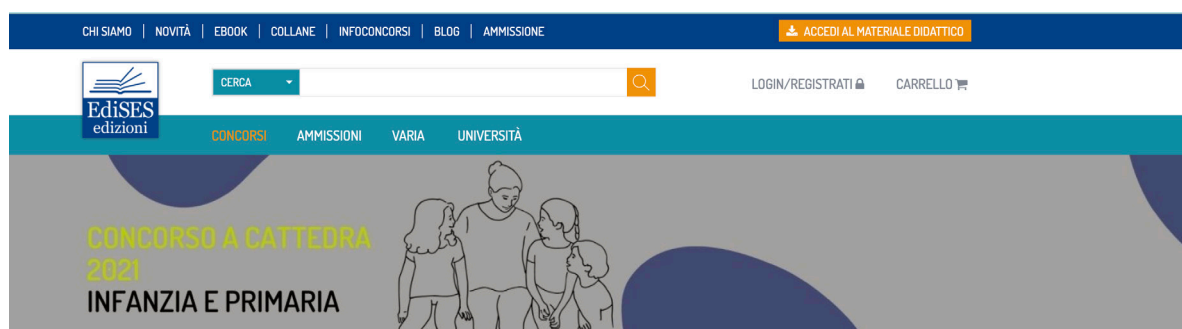 CHI SIAMO | NOVITÀ | EBOOK | COLLANE | INFOCONCORSI | BLOG | AMMISSIONE
ACCEDI AL MATERIALE DIDATTICO
EdiSES
edizioni
CERCA
LOGIN/REGISTRATI
CARRELLO
CONCORSI AMMISSIONI VARIA UNIVERSITÀ
CONCORSO A CATTEDRA
2021
INFANZIA E PRIMARIA